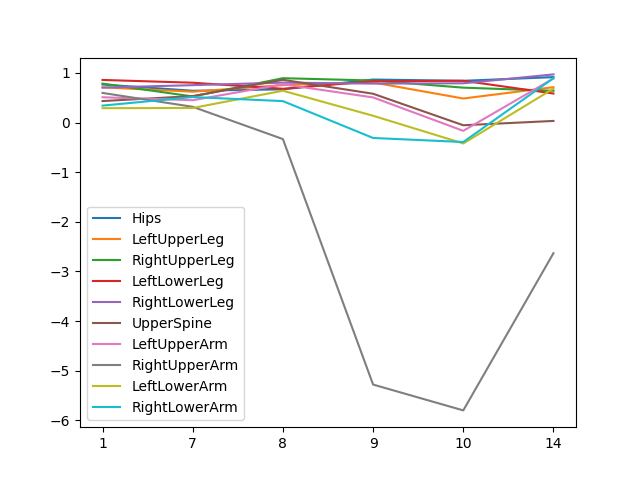 1
0
−1
−2
−3
−4
−5
−6
Hips
LeftUpperLeg
RightUpperLeg
LeftLowerLeg
RightLowerLeg
UpperSpine
LeftUpperArm
RightUpperArm
LeftLowerArm
RightLowerArm
1 7 8 9 10 14